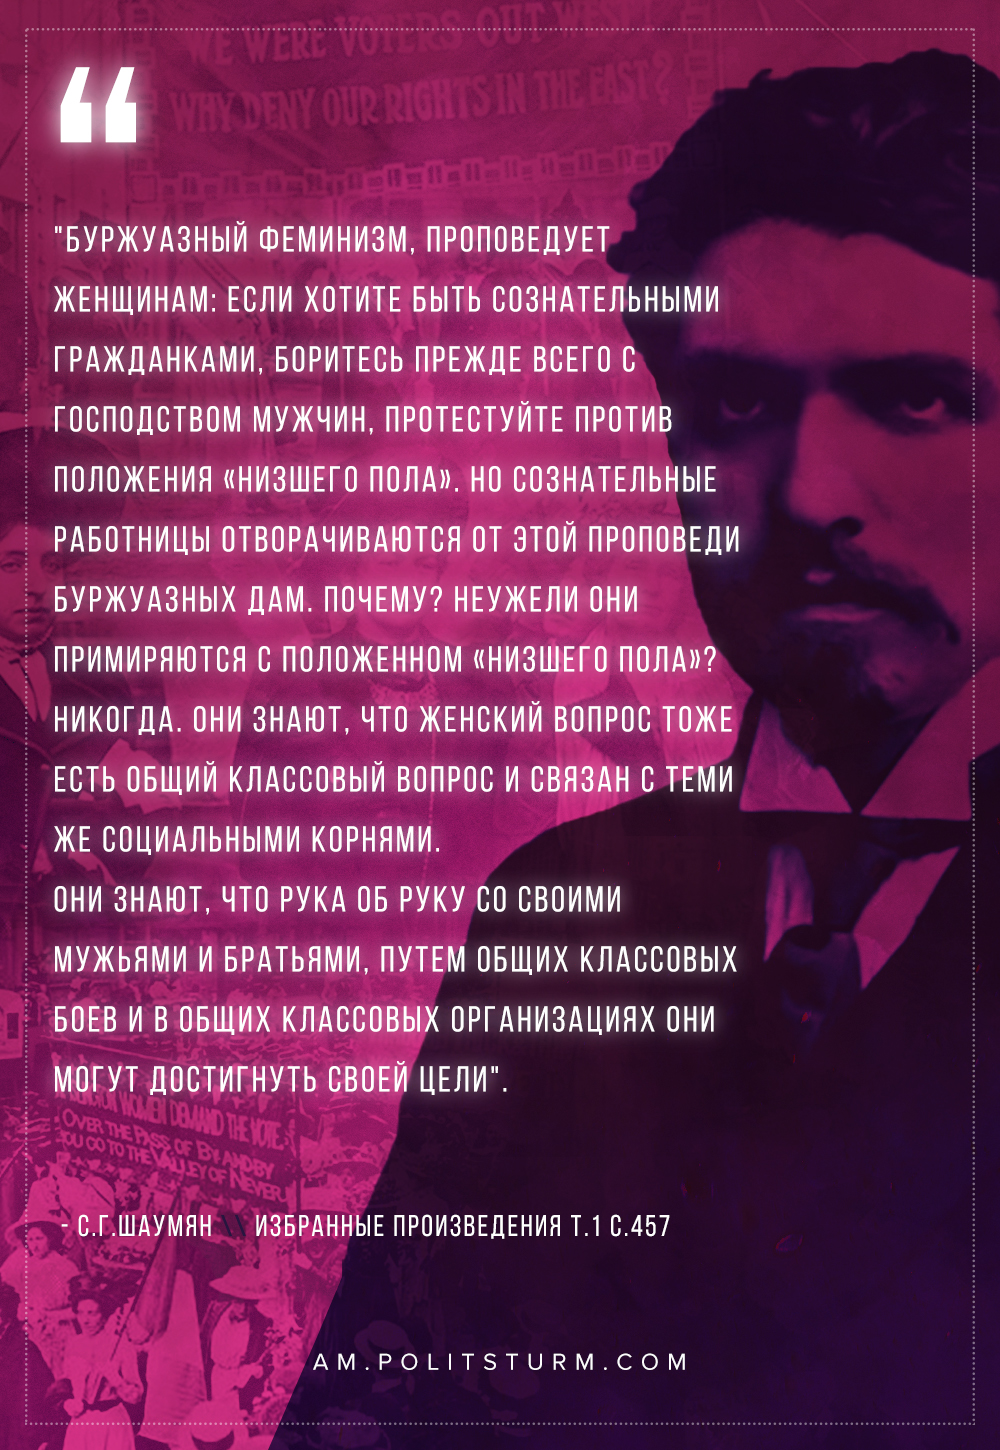 WE WERE VOTERS OUT WEST
WHY DENY OUR RIGHTS IN THE EAST?
"БУРЖУАЗНЫЙ ФЕМИНИЗМ, ПРОПОВЕДУЕТ
ЖЕНЩИНАМ: ЕСЛИ ХОТИТЕ БЫТЬ СОЗНАТЕЛЬНЫМИ
ГРАЖДАНКАМИ, БОРИТЕСЬ ПРЕЖДЕ ВСЕГО С
ГОСПОДСТВОМ МУЖЧИН, ПРОТЕСТУЙТЕ ПРОТИВ
ПОЛОЖЕНИЯ «НИЗШЕГО ПОЛА». НО СОЗНАТЕЛЬНЫЕ
РАБОТНИЦЫ ОТВОРАЧИВАЮТСЯ ОТ ЭТОЙ ПРОПОВЕДИ
БУРЖУАЗНЫХ ДАМ. ПОЧЕМУ? НЕУЖЕЛИ ОНИ
ПРИМИРЯЮТСЯ С ПОЛОЖЕННОМ «НИЗШЕГО ПОЛА»?
НИКОГДА. ОНИ ЗНАЮТ, ЧТО ЖЕНСКИЙ ВОПРОС ТОЖЕ
ЕСТЬ ОБЩИЙ КЛАССОВЫЙ ВОПРОС И СВЯЗАН С ТЕМИ
ЖЕ СОЦИАЛЬНЫМИ КОРНЯМИ.
ОНИ ЗНАЮТ, ЧТО РУКА ОБ РУКУ СО СВОИМИ
МУЖЬЯМИ И БРАТЬЯМИ, ПУТЕМ ОБЩИХ КЛАССОВЫХ
БОЕВ И В ОБЩИХ КЛАССОВЫХ ОРГАНИЗАЦИЯХ ОНИ
МОГУТ ДОСТИГНУТЬ СВОЕЙ ЦЕЛИ".
WOMEN DEMAND THE VOTE.
OVER THE PASS OF BY AND BY
YOU GO TO THE VALLEY OF NEVER
- С.Г.ШАУМЯН \\ ИЗБРАННЫЕ ПРОИЗВЕДЕНИЯ Т.1 С.457
AM.POLITSTURM.COM